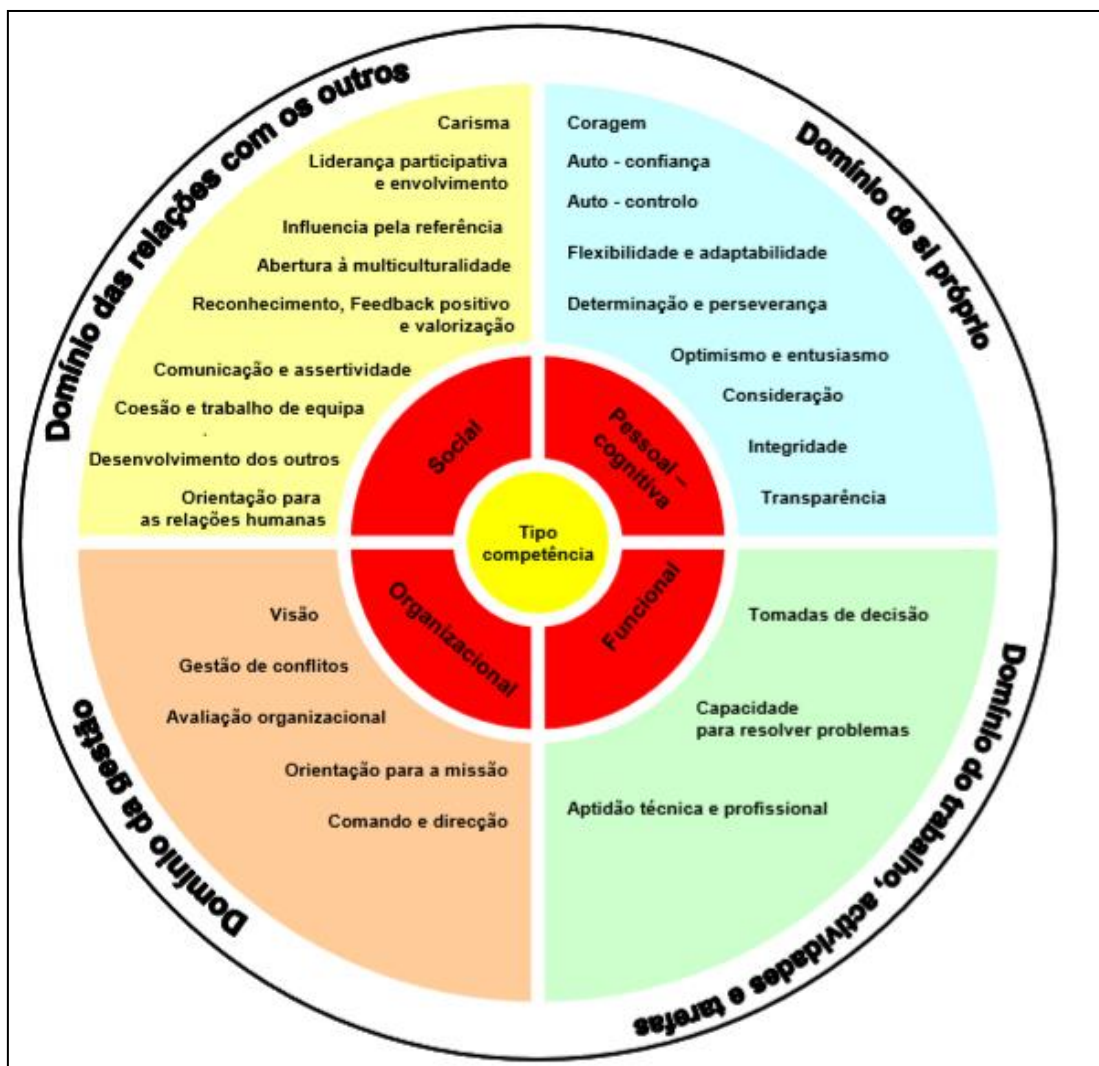 Domínio das relações com os outros
Carisma
Liderança participativa
e envolvimento
Influencia pela referência
Abertura à multiculturalidade
Reconhecimento, Feedback positivo
e valorização
Comunicação e assertividade
Coesão e trabalho de equipa
Desenvolvimento dos outros
Orientação para
as relações humanas
Social
Domínio de si próprio
Coragem
Auto - confiança
Auto - controlo
Flexibilidade e adaptabilidade
Determinação e perseverança
Optimismo e entusiasmo
Consideração
Integridade
Transparência
Pessoal –
cognitiva
Tipo
competência
Organizacional
Visão
Gestão de conflitos
Avaliação organizacional
Orientação para a missão
Comando e direcção
Domínio da gestão
Funcional
Tomadas de decisão
Capacidade
para resolver problemas
Aptidão técnica e profissional
Domínio do trabalho, actividades e tarefas